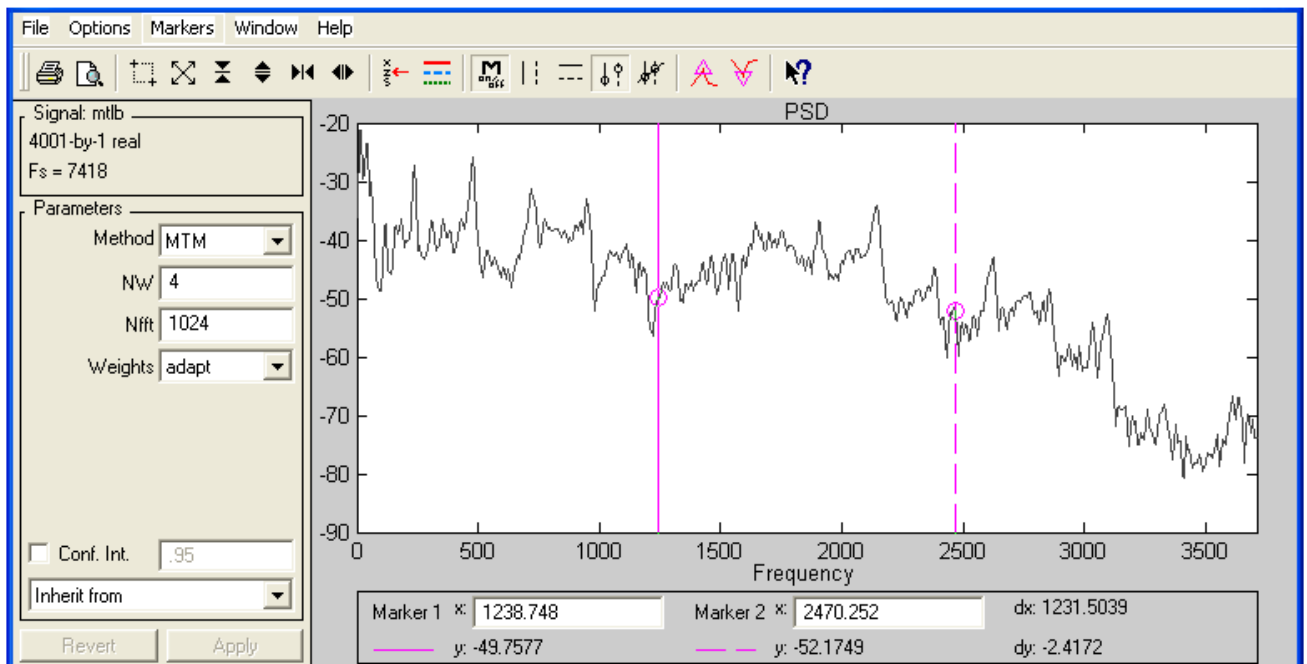 File Options Markers Window Help
M
on/off
Signal: mtlb
4001-by-1 real
Fs = 7418
Parameters
Method MTM
NW 4
Nfft 1024
Weights adapt
Conf. Int. .95
Inherit from
Revert Apply
PSD
-20
-30
-40
-50
-60
-70
-80
-90
0 500 1000 1500 2000 2500 3000 3500
Frequency
Marker 1 x: 1238.748 Marker 2 x: 2470.252 dx: 1231.5039
y: -49.7577 y: -52.1749 dy: -2.4172